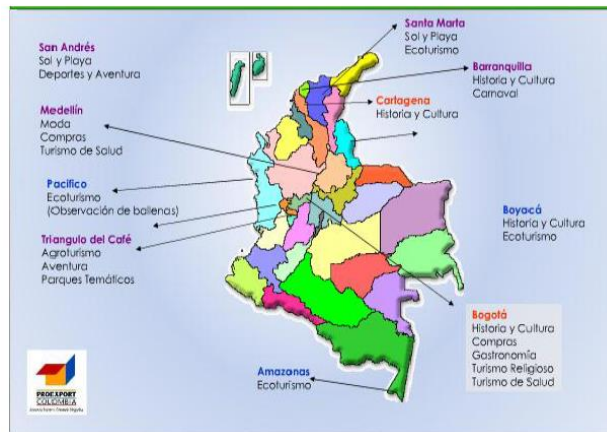 San Andrés
Sol y Playa
Deportes y Aventura
Santa Marta
Sol y Playa
Ecoturismo
Barranquilla
Historia y Cultura
Carnaval
Cartagena
Historia y Cultura
Medellín
Moda
Compras
Turismo de Salud
Pacífico
Ecoturismo
(Observación de ballenas)
Triangulo del Café
Agroturismo
Aventura
Parques Temáticos
Boyacá
Historia y Cultura
Ecoturismo
Bogotá
Historia y Cultura
Compras
Gastronomía
Turismo Religioso
Turismo de Salud
Amazonas
Ecoturismo
PROEXPORT
COLOMBIA